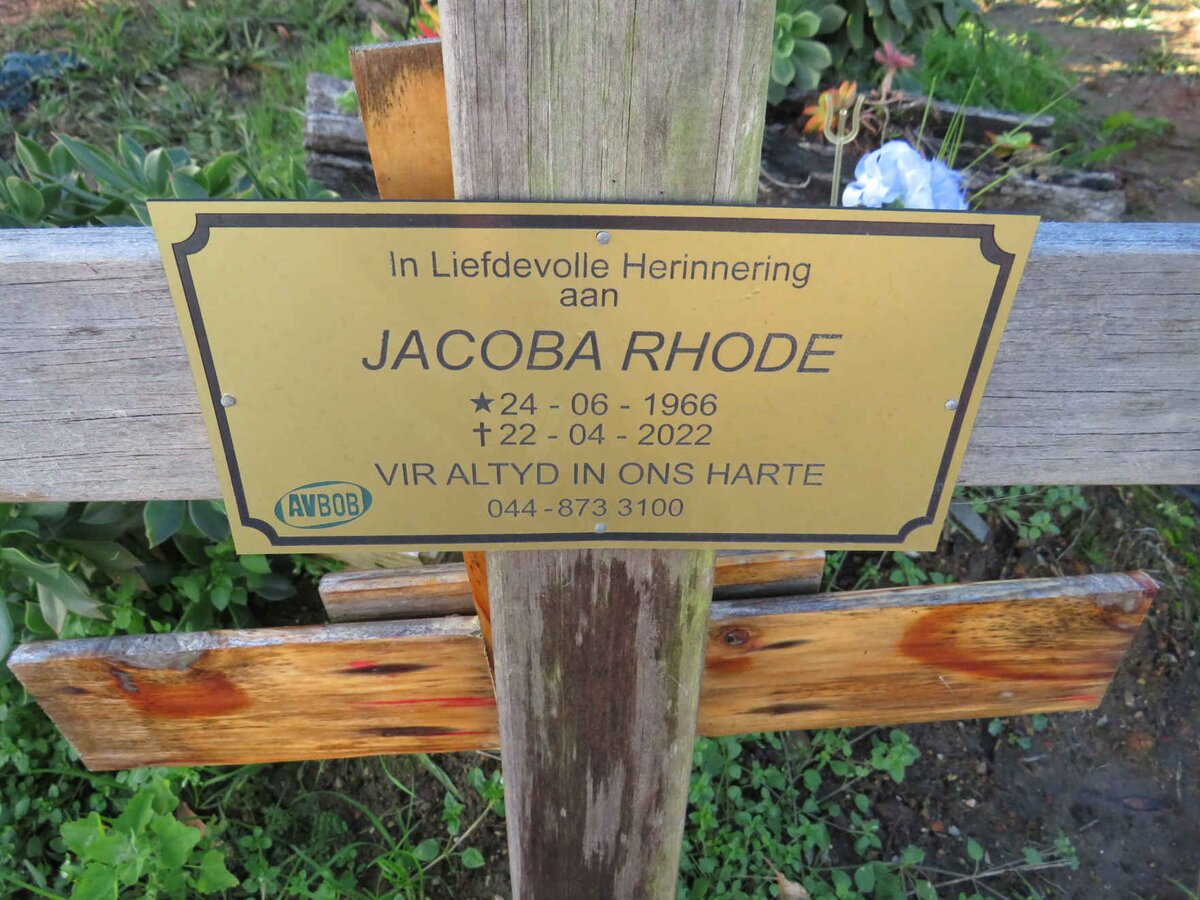 In Liefdevolle Herinnering
aan
JACOBA RHODE
★24 - 06 - 1966
✝22 - 04 - 2022
VIR ALTYD IN ONS HARTE
AVBOB
044-873 3100